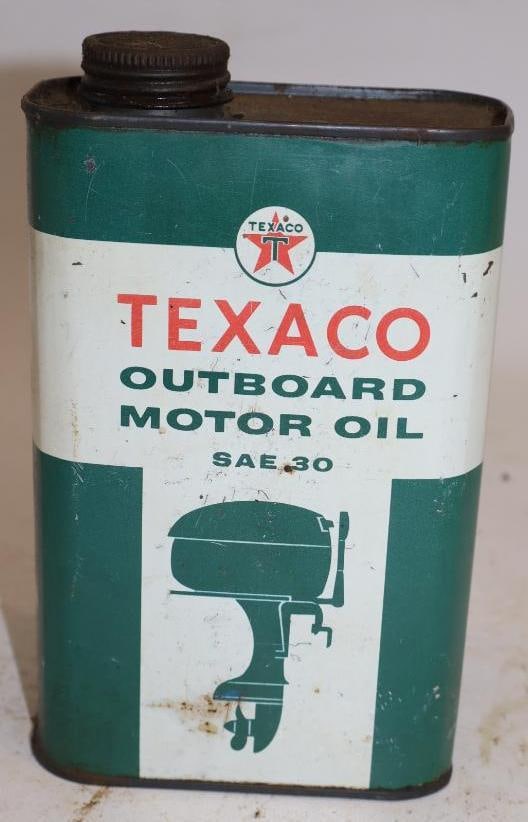 TEXACO
T
TEXACO
OUTBOARD
MOTOR OIL
SAE 30